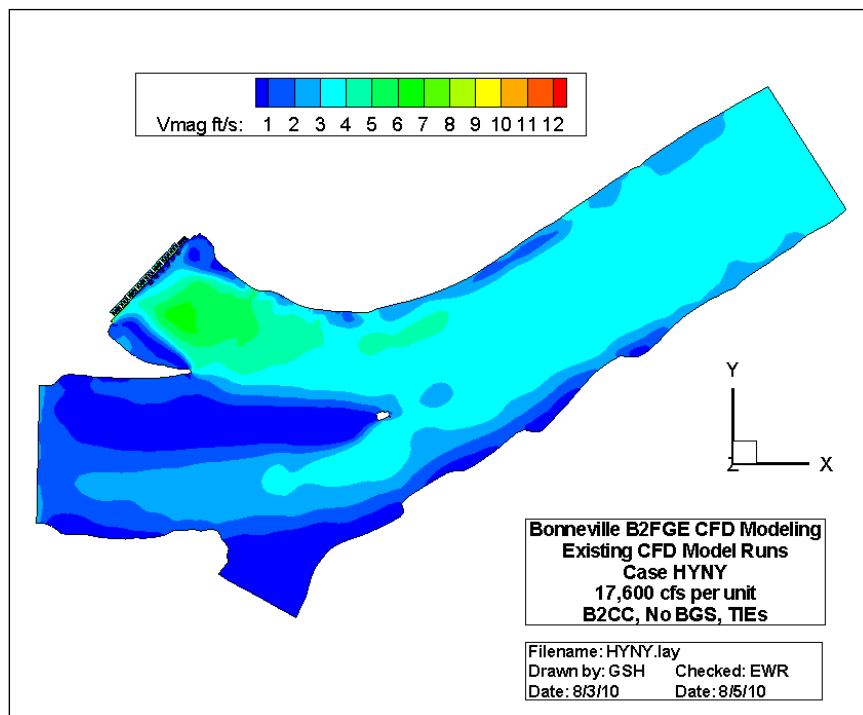 Vmag ft/s: 1 2 3 4 5 6 7 8 9 10 11 12
Y
X
Z
Bonneville B2FGE CFD Modeling
Existing CFD Model Runs
Case HYNY
17,600 cfs per unit
B2CC, No BGS, TIEs
Filename: HYNY.lay
Drawn by: GSH Checked: EWR
Date: 8/3/10 Date: 8/5/10